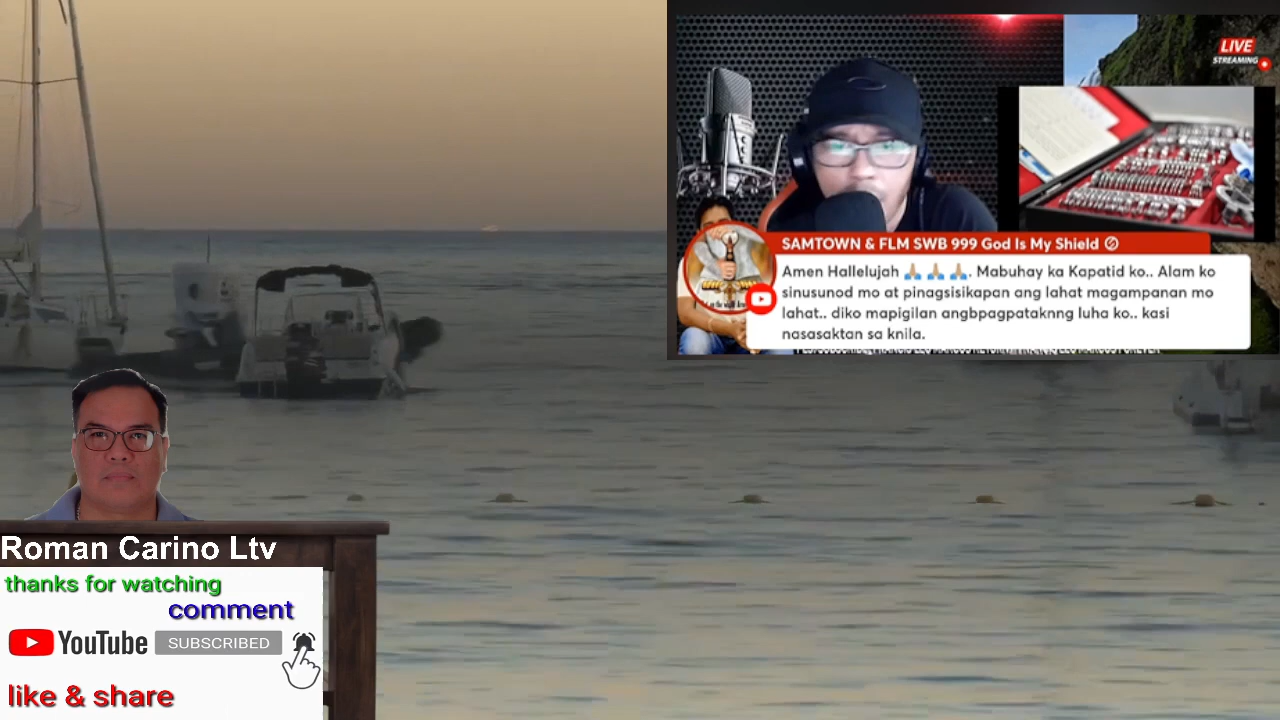 LIVE
STREAMING
SAMTOWN & FLM SWB 999 God Is My Shield
Amen Hallelujah 🙏🙏🙏. Mabuhay ka Kapatid ko.. Alam ko
sinusunod mo at pinagsisikapan ang lahat magampanan mo
lahat.. diko mapigilan angbpagpataknng luha ko.. kasi
nasasaktan sa knila.
Roman Carino Ltv
thanks for watching
comment
YouTube
SUBSCRIBED
like & share